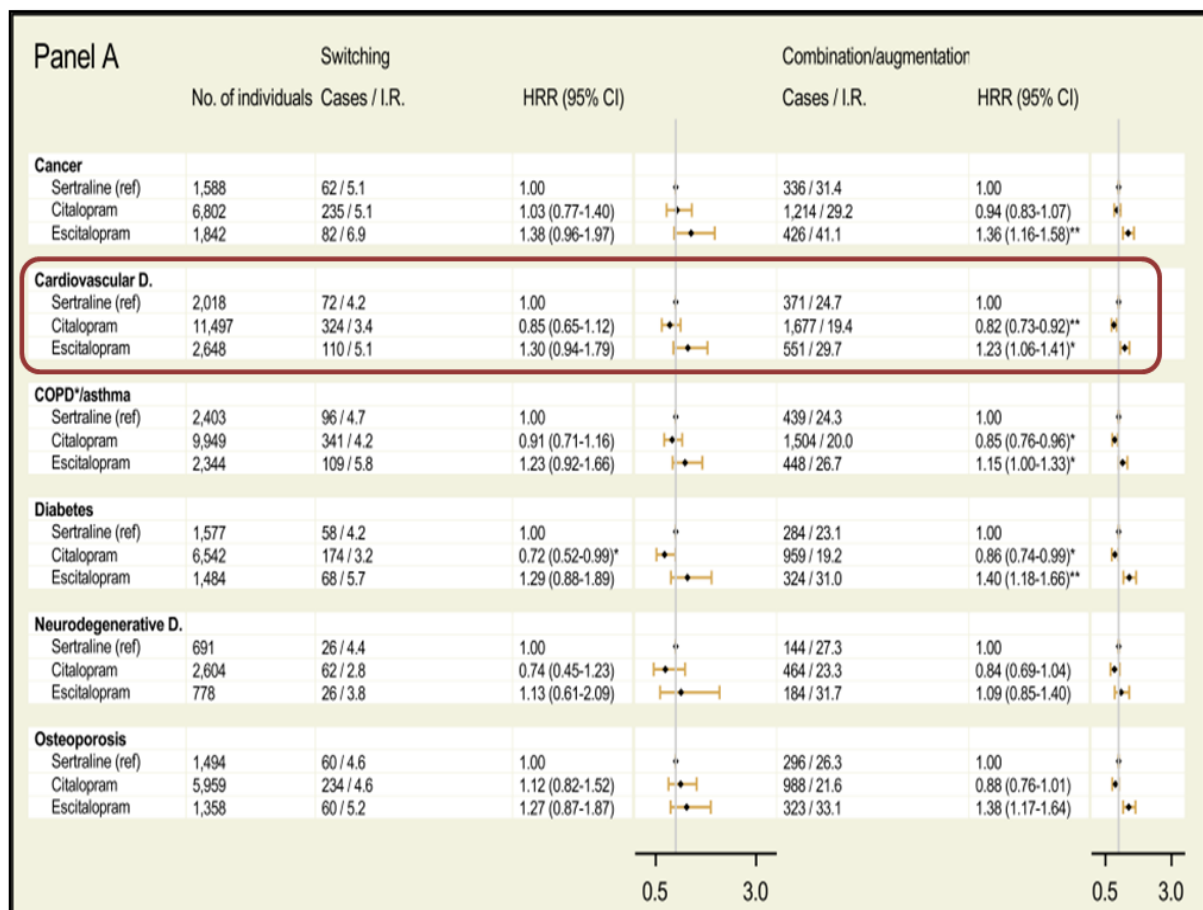 Panel A Switching Combination/augmentation
No. of individuals Cases / I.R. HRR (95% CI) Cases / I.R. HRR (95% CI)
Cancer
Sertraline (ref) 1,588 62 / 5.1 1.00 336 / 31.4 1.00
Citalopram 6,802 235 / 5.1 1.03 (0.77-1.40) 1,214 / 29.2 0.94 (0.83-1.07)
Escitalopram 1,842 82 / 6.9 1.38 (0.96-1.97) 426 / 41.1 1.36 (1.16-1.58)**
Cardiovascular D.
Sertraline (ref) 2,018 72 / 4.2 1.00 371 / 24.7 1.00
Citalopram 11,497 324 / 3.4 0.85 (0.65-1.12) 1,677 / 19.4 0.82 (0.73-0.92)**
Escitalopram 2,648 110 / 5.1 1.30 (0.94-1.79) 551 / 29.7 1.23 (1.06-1.41)*
COPD*/asthma
Sertraline (ref) 2,403 96 / 4.7 1.00 439 / 24.3 1.00
Citalopram 9,949 341 / 4.2 0.91 (0.71-1.16) 1,504 / 20.0 0.85 (0.76-0.96)*
Escitalopram 2,344 109 / 5.8 1.23 (0.92-1.66) 448 / 26.7 1.15 (1.00-1.33)*
Diabetes
Sertraline (ref) 1,577 58 / 4.2 1.00 284 / 23.1 1.00
Citalopram 6,542 174 / 3.2 0.72 (0.52-0.99)* 959 / 19.2 0.86 (0.74-0.99)*
Escitalopram 1,484 68 / 5.7 1.29 (0.88-1.89) 324 / 31.0 1.40 (1.18-1.66)**
Neurodegenerative D.
Sertraline (ref) 691 26 / 4.4 1.00 144 / 27.3 1.00
Citalopram 2,604 62 / 2.8 0.74 (0.45-1.23) 464 / 23.3 0.84 (0.69-1.04)
Escitalopram 778 26 / 3.8 1.13 (0.61-2.09) 184 / 31.7 1.09 (0.85-1.40)
Osteoporosis
Sertraline (ref) 1,494 60 / 4.6 1.00 296 / 26.3 1.00
Citalopram 5,959 234 / 4.6 1.12 (0.82-1.52) 988 / 21.6 0.88 (0.76-1.01)
Escitalopram 1,358 60 / 5.2 1.27 (0.87-1.87) 323 / 33.1 1.38 (1.17-1.64)
0.5 3.0 0.5 3.0